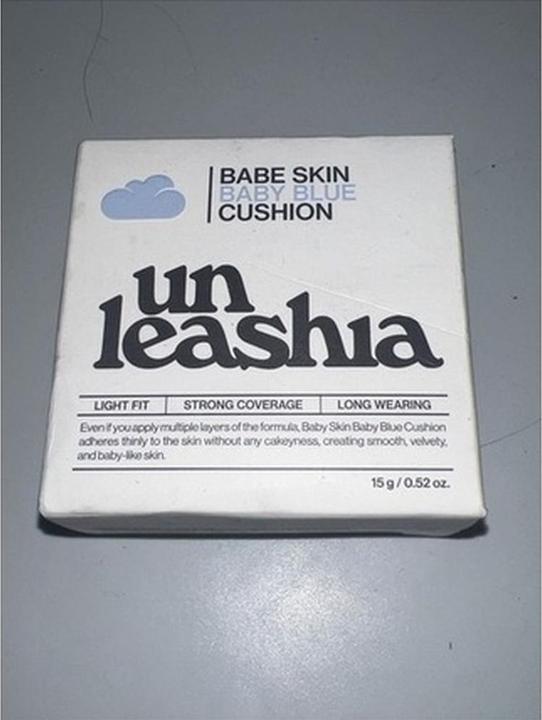 BABE SKIN
BABY BLUE
CUSHION
un
leashia
LIGHT FIT STRONG COVERAGE LONG WEARING
Even if you apply multiple layers of the formula, Baby Skin Baby Blue Cushion
adheres thinly to the skin without any cakeyness, creating smooth, velvety,
and baby-like skin.
15 g / 0.52 oz.